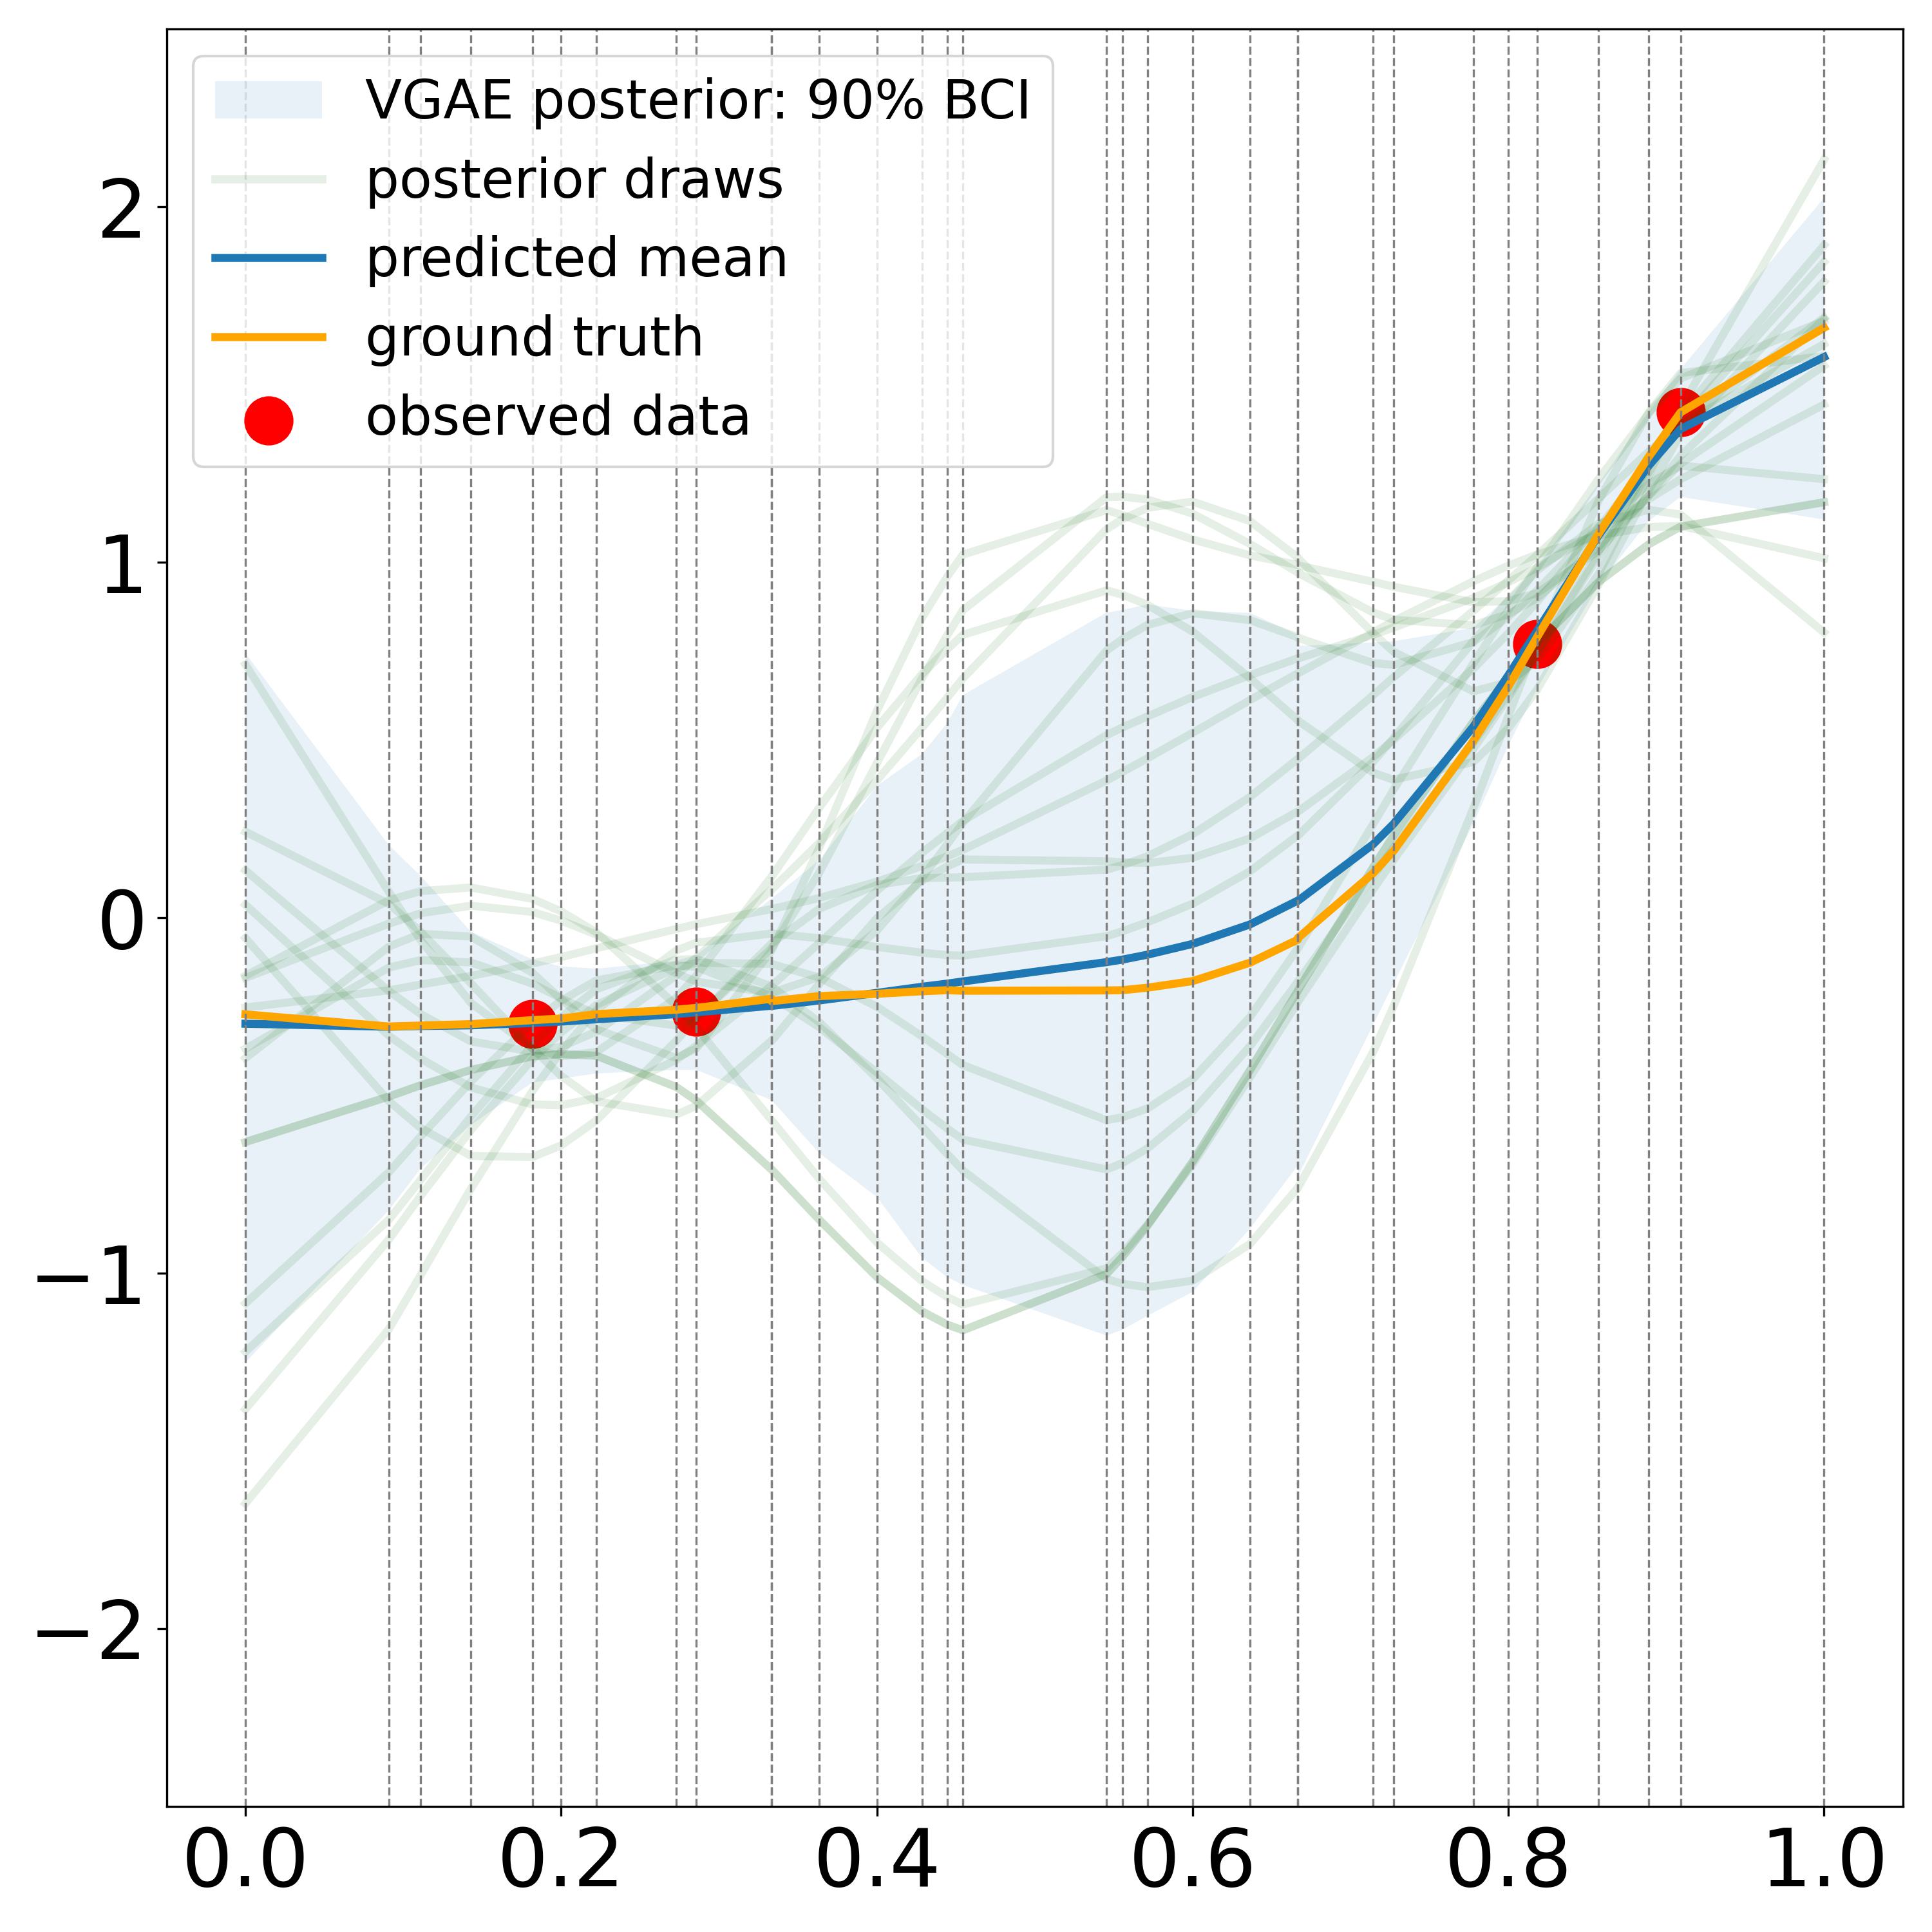 VGAE posterior: 90% BCI
posterior draws
predicted mean
ground truth
observed data
2
1
0
−1
−2
0.0 0.2 0.4 0.6 0.8 1.0